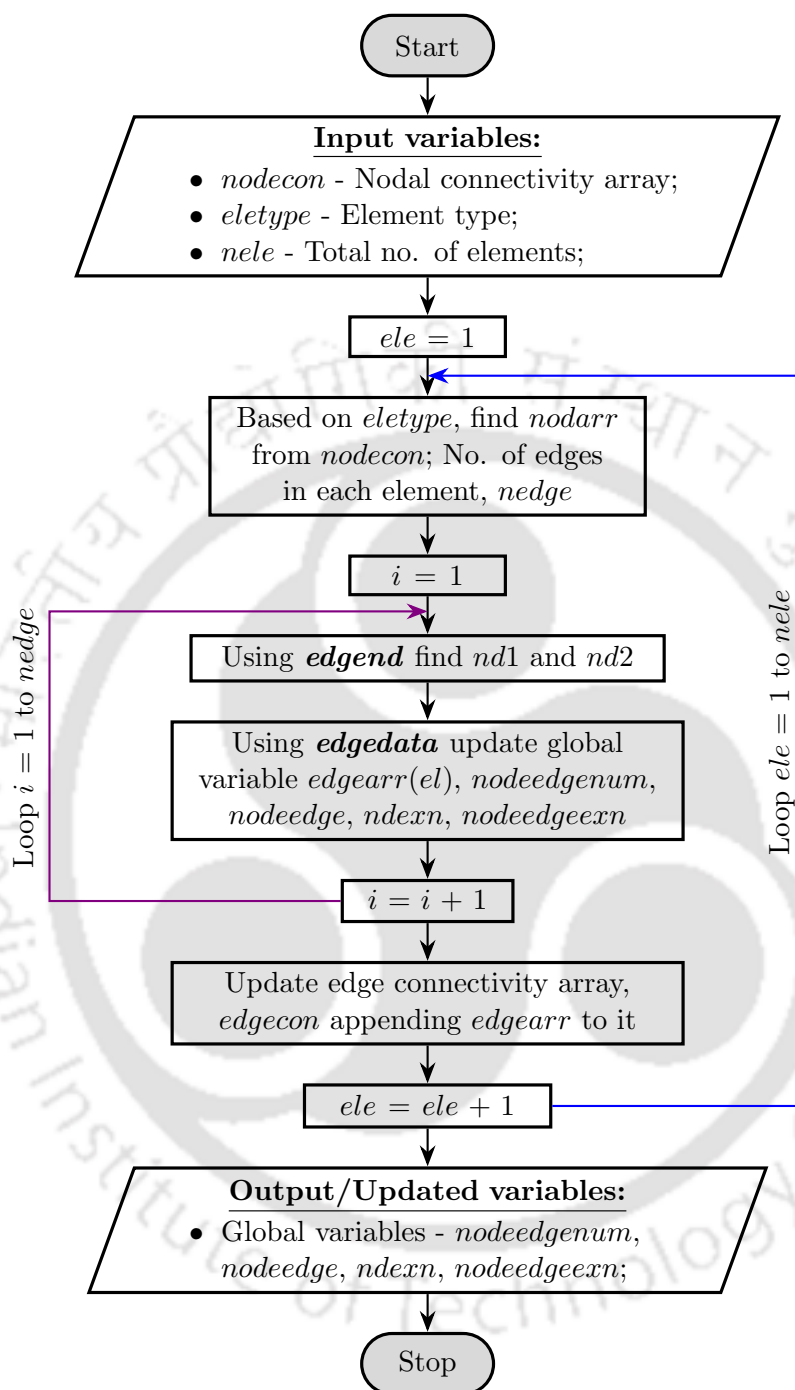 Start
Input variables:
• nodecon - Nodal connectivity array;
• eletype - Element type;
• nele - Total no. of elements;
ele = 1
Based on eletype, find nodarr
from nodecon; No. of edges
in each element, nedge
i = 1
Loop i = 1 to nedge
Using edgend find nd1 and nd2
Using edgedata update global
variable edgearr(el), nodeedgenum,
nodeedge, ndexn, nodeedgeexn
Loop ele = 1 to nele
i = i + 1
Update edge connectivity array,
edgecon appending edgearr to it
ele = ele + 1
Output/Updated variables:
• Global variables - nodeedgenum,
nodeedge, ndexn, nodeedgeexn;
Stop
Institute of Technology